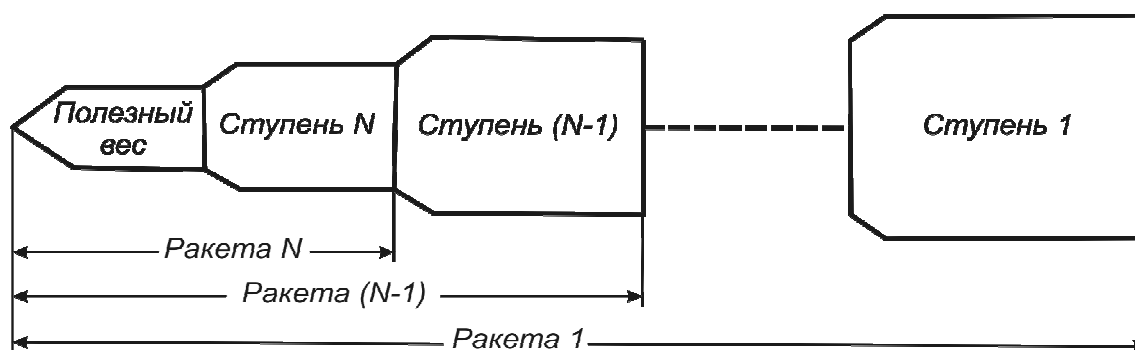 Полезный
вес
Ступень N
Ступень (N-1)
Ступень 1
Ракета N
Ракета (N-1)
Ракета 1